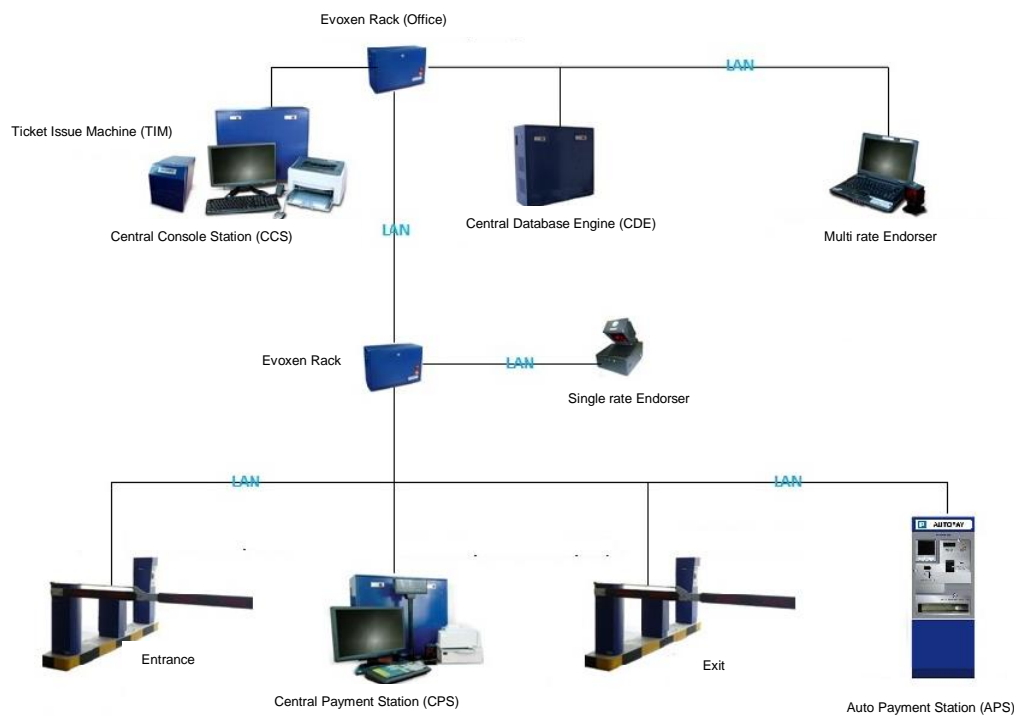 Evoxen Rack (Office)
LAN
Ticket Issue Machine (TIM)
Central Console Station (CCS)
LAN
Central Database Engine (CDE)
Multi rate Endorser
Evoxen Rack
LAN
Single rate Endorser
LAN
LAN
P AUTOPAY
Entrance
Exit
Central Payment Station (CPS)
Auto Payment Station (APS)